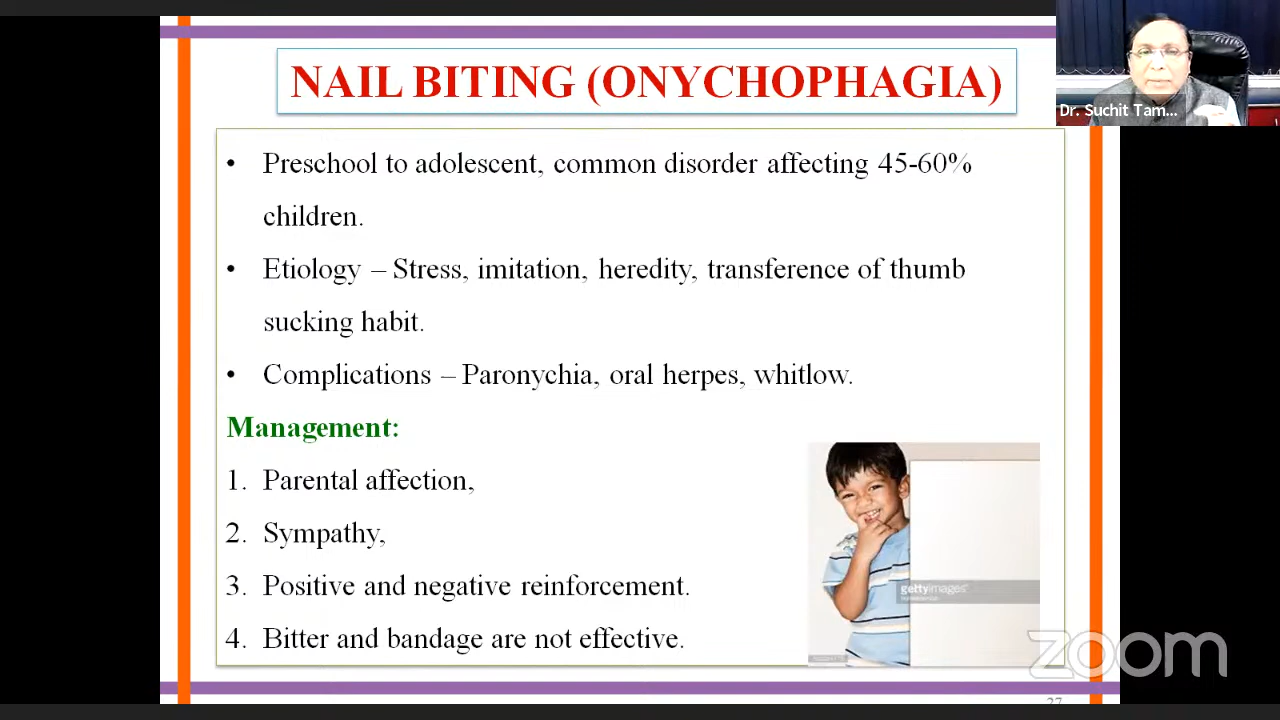 NAIL BITING (ONYCHOPHAGIA)
Dr. Suchit Tam...
• Preschool to adolescent, common disorder affecting 45-60%
children.
• Etiology – Stress, imitation, heredity, transference of thumb
sucking habit.
• Complications – Paronychia, oral herpes, whitlow.
Management:
1. Parental affection,
2. Sympathy,
3. Positive and negative reinforcement.
4. Bitter and bandage are not effective.
gettyimages
zoom
27